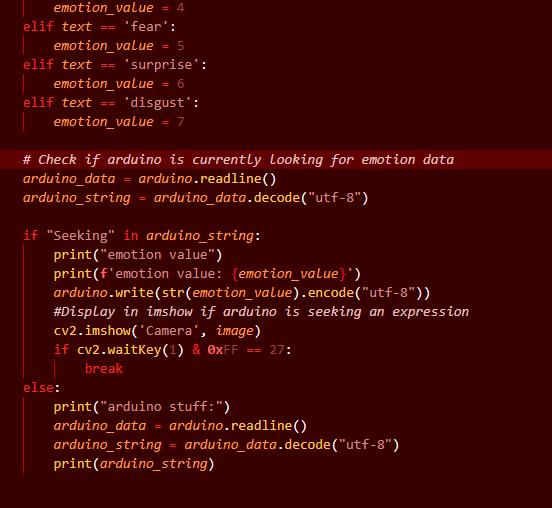 emotion_value = 4
elif text == 'fear':
emotion_value = 5
elif text == 'surprise':
emotion_value = 6
elif text == 'disgust':
emotion_value = 7
# Check if arduino is currently looking for emotion data
arduino_data = arduino.readline()
arduino_string = arduino_data.decode("utf-8")
if "Seeking" in arduino_string:
print("emotion value")
print(f'emotion value: {emotion_value}')
arduino.write(str(emotion_value).encode("utf-8"))
#Display in imshow if arduino is seeking an expression
cv2.imshow('Camera', image)
if cv2.waitKey(1) & 0xFF == 27:
break
else:
print("arduino stuff:")
arduino_data = arduino.readline()
arduino_string = arduino_data.decode("utf-8")
print(arduino_string)